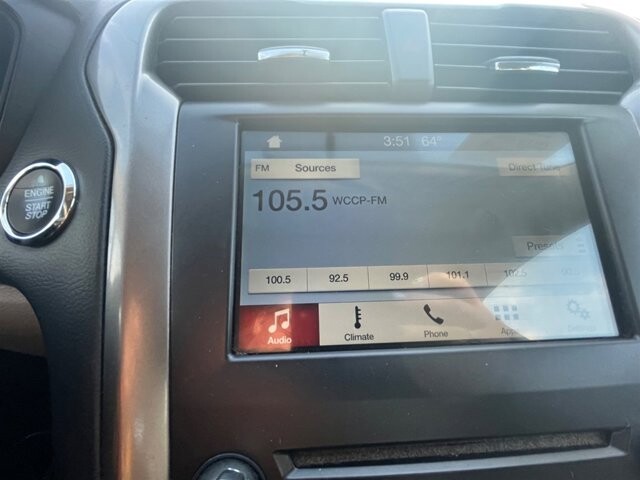 3:51 64°
FM Sources Direct Tune
105.5 WCCP-FM
Presets
100.5 92.5 99.9 101.1
Audio Climate Phone
ENGINE
START
STOP